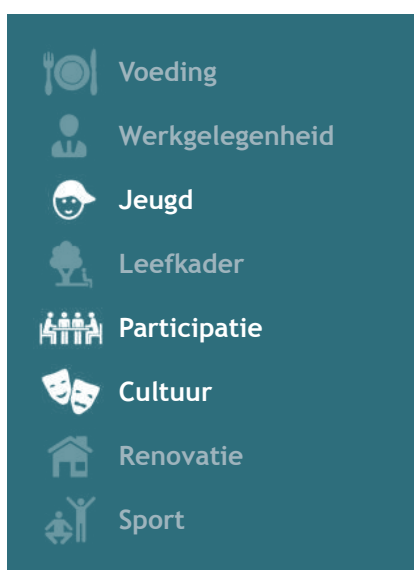 Voeding
Werkgelegenheid
Jeugd
Leefkader
Participatie
Cultuur
Renovatie
Sport